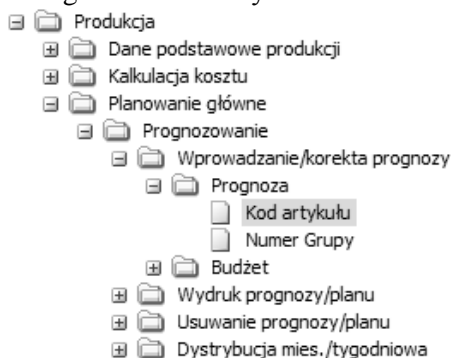 Produkcja
Dane podstawowe produkcji
Kalkulacja kosztu
Planowanie główne
Prognozowanie
Wprowadzanie/korekta prognozy
Prognoza
Kod artykułu
Numer Grupy
Budżet
Wydruk prognozy/planu
Usuwanie prognozy/planu
Dystrybucja mies./tygodniowa